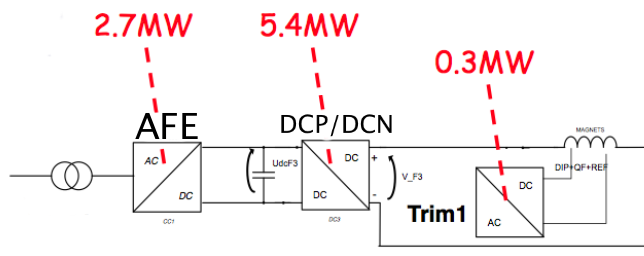 2.7MW 5.4MW
0.3MW
AFE DCP/DCN
MAGNETS
AC DC
UdcF3 + V_F3 DIP+QF+REF
DC DC - DC
Trim1 AC
CC1 DC3